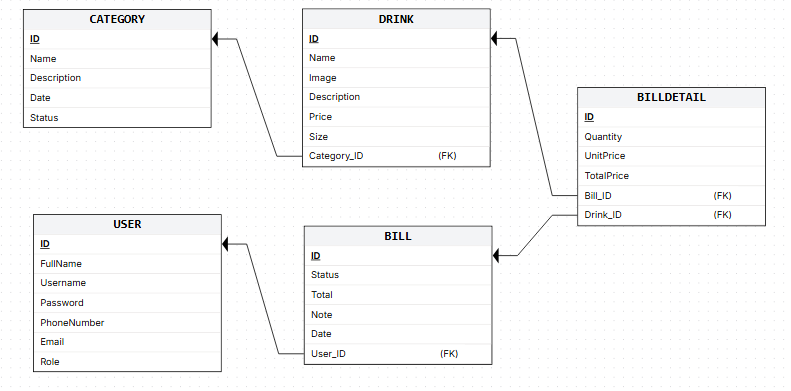 CATEGORY
ID
Name
Description
Date
Status
DRINK
ID
Name
Image
Description
Price
Size
Category_ID (FK)
BILLDETAIL
ID
Quantity
UnitPrice
TotalPrice
Bill_ID (FK)
Drink_ID (FK)
USER
ID
FullName
Username
Password
PhoneNumber
Email
Role
BILL
ID
Status
Total
Note
Date
User_ID (FK)